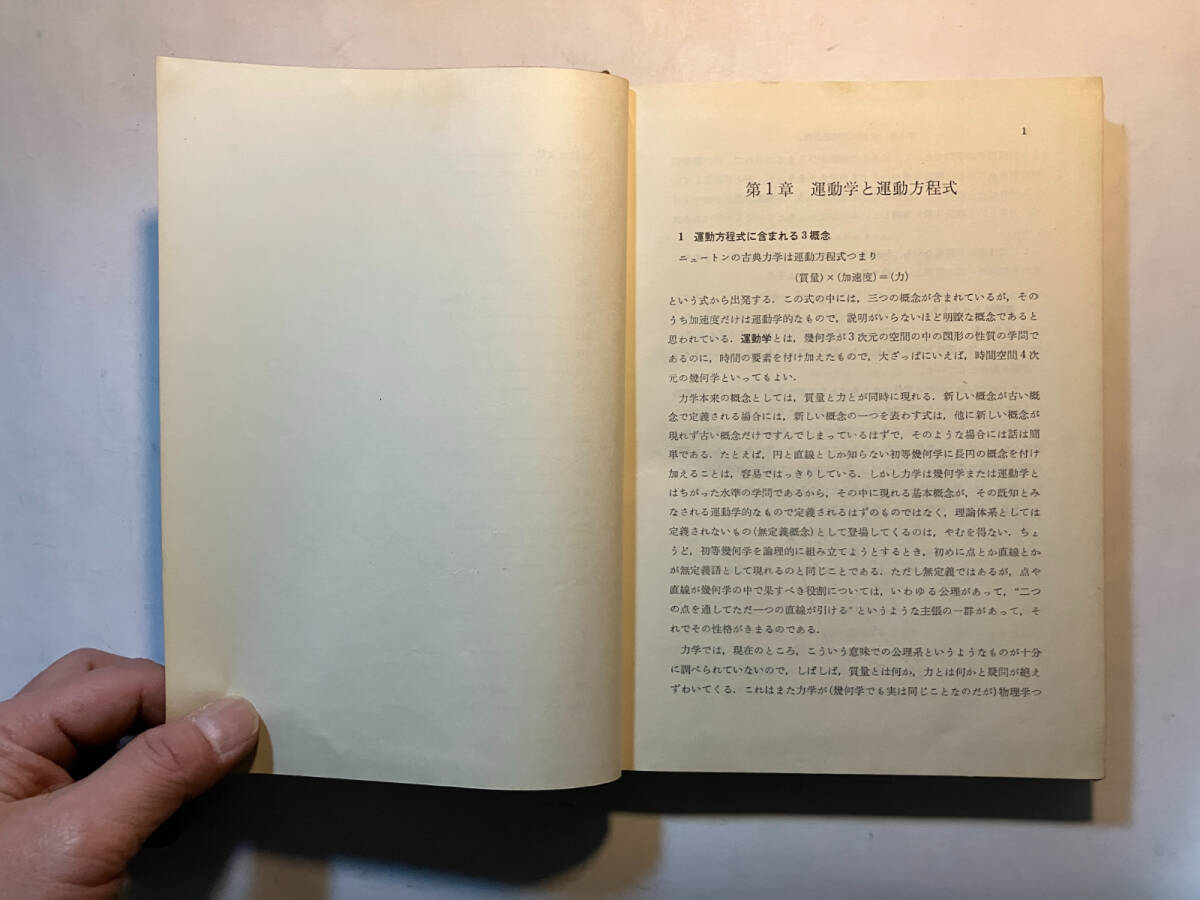 1
第1章 運動学と運動方程式
1 運動方程式に含まれる3概念
ニュートンの古典力学は運動方程式つまり
(質量)×(加速度)=(力)
という式から出発する．この式の中には，三つの概念が含まれているが，その
うち加速度だけは運動学的なもので，説明がいらないほど明瞭な概念であると
思われている．運動学とは，幾何学が3次元の空間の中の図形の性質の学問で
あるのに，時間の要素を付け加えたもので，大ざっぱにいえば，時間空間4次
元の幾何学といってもよい．
力学本来の概念としては，質量と力とが同時に現れる．新しい概念が古い概
念で定義される場合には，新しい概念の一つを表わす式は，他に新しい概念が
現れず古い概念だけですんでしまっているはずで，そのような場合には話は簡
単である．たとえば，円と直線としか知らない初等幾何学に長円の概念を付け
加えることは，容易ではっきりしている．しかし力学は幾何学または運動学と
はちがった水準の学問であるから，その中に現れる基本概念が，その既知とみ
なされる運動学的なもので定義されるはずのものではなく，理論体系としては
定義されないもの(無定義概念)として登場してくるのは，やむを得ない．ちょ
うど，初等幾何学を論理的に組み立てようとするとき，初めに点とか直線とか
が無定義語として現れるのと同じことである．ただし無定義ではあるが，点や
直線が幾何学の中で果すべき役割については，いわゆる公理があって，“二つ
の点を通してただ一つの直線が引ける”というような主張の一群があって，そ
れでその性格がきまるのである．
力学では，現在のところ，こういう意味での公理系というようなものが十分
に調べられていないので，しばしば，質量とは何か，力とは何かと疑問が絶え
ずわいてくる．これはまた力学が(幾何学でも実は同じことなのだが)物理学つ